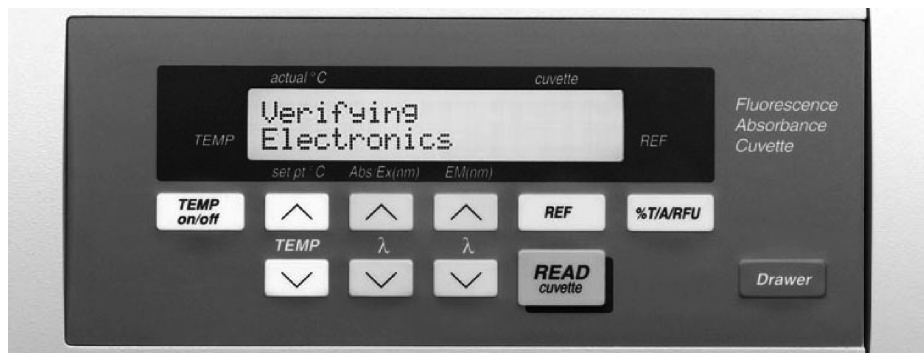 actual °C
cuvette
Verifying
Electronics
TEMP
REF
Fluorescence
Absorbance
Cuvette
set pt °C
Abs Ex(nm)
EM(nm)
TEMP
on/off
REF
%T/A/RFU
TEMP
λ
λ
READ
cuvette
Drawer